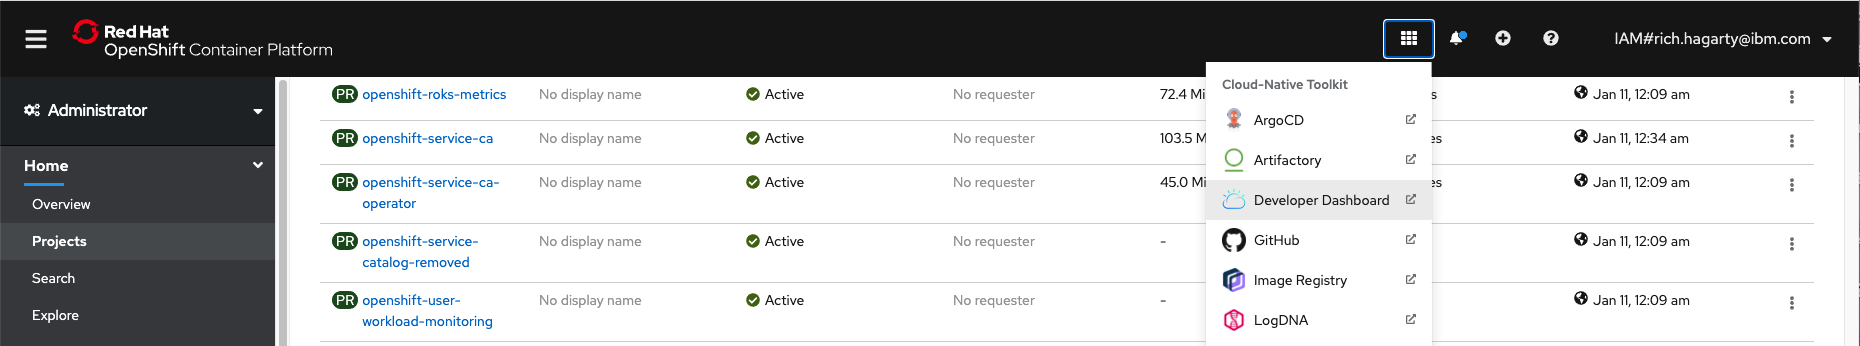 Red Hat
OpenShift Container Platform
IAM#rich.hagarty@ibm.com
Administrator
Home
Overview
Projects
Search
Explore
PR openshift-roks-metrics No display name Active No requester 72.4 Mi s Jan 11, 12:09 am
PR openshift-service-ca No display name Active No requester 103.5 M es Jan 11, 12:34 am
PR openshift-service-ca- No display name Active No requester 45.0 Mi es Jan 11, 12:09 am
operator
PR openshift-service- No display name Active No requester - Jan 11, 12:09 am
catalog-removed
PR openshift-user- No display name Active No requester - Jan 11, 12:09 am
workload-monitoring
Cloud-Native Toolkit
ArgoCD
Artifactory
Developer Dashboard
GitHub
Image Registry
LogDNA